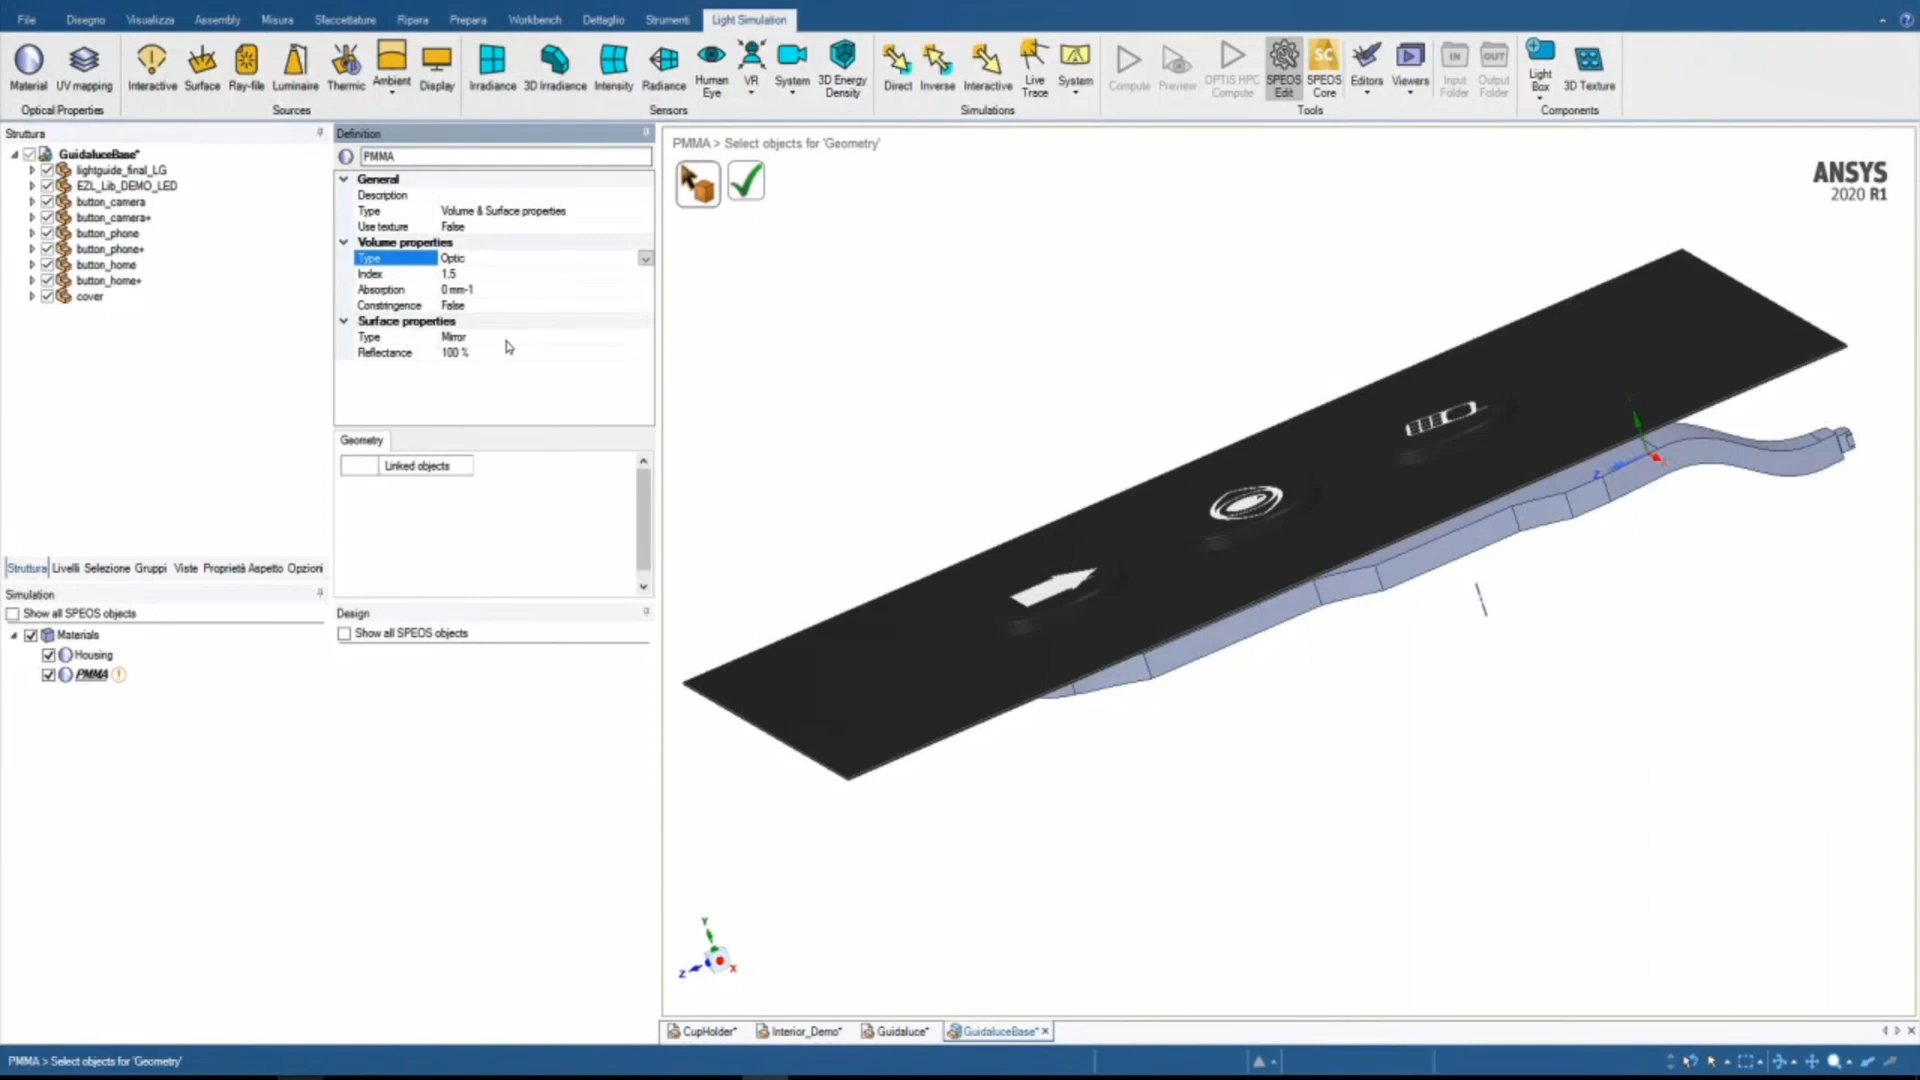 File Disegno Visualizza Assembly Misura Sfaccettature Ripara Prepara Workbench Dettaglio Strumenti Light Simulation
Material UV mapping Interactive Surface Ray-file Luminaire Thermic Ambient Display Irradiance 3D Irradiance Intensity Radiance Human Eye VR System 3D Energy Density Direct Inverse Interactive Live Trace System Compute Preview OPTIS HPC Compute SPEOS Edit SC SPEOS Core Editors Viewers IN Input Folder OUT Output Folder Light Box 3D Texture
Optical Properties Sources Sensors Simulations Tools Components
Struttura
GuidaluceBase*
lightguide_final_LG
EZL_Lib_DEMO_LED
button_camera
button_camera+
button_phone
button_phone+
button_home
button_home+
cover
Struttura Livelli Selezione Gruppi Viste Proprietà Aspetto Opzioni
Simulation
Show all SPEOS objects
Materials
Housing
PMMA
Definition
PMMA
General
Description
Type Volume & Surface properties
Use texture False
Volume properties
Type Optic
Index 1.5
Absorption 0 mm-1
Constringence False
Surface properties
Type Mirror
Reflectance 100 %
Geometry
Linked objects
Design
Show all SPEOS objects
PMMA > Select objects for 'Geometry'
ANSYS
2020 R1
Z
Y
Z
X
CupHolder* Interior_Demo* Guidaluce* GuidaluceBase*
PMMA > Select objects for 'Geometry'